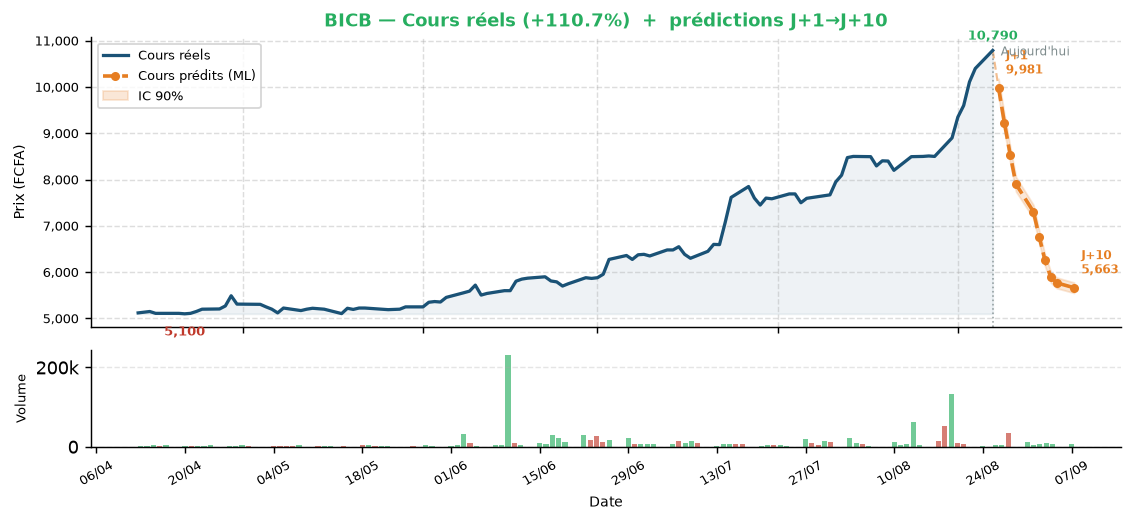 BICB — Cours réels (+110.7%)  +  prédictions J+1→J+10
Cours réels
Cours prédits (ML)
IC 90%
10,790
Aujourd'hui
J+1
9,981
J+10
5,663
5,100
Prix (FCFA)
11,000
10,000
9,000
8,000
7,000
6,000
5,000
Volume
200k
0
06/04
20/04
04/05
18/05
01/06
15/06
29/06
13/07
27/07
10/08
24/08
07/09
Date